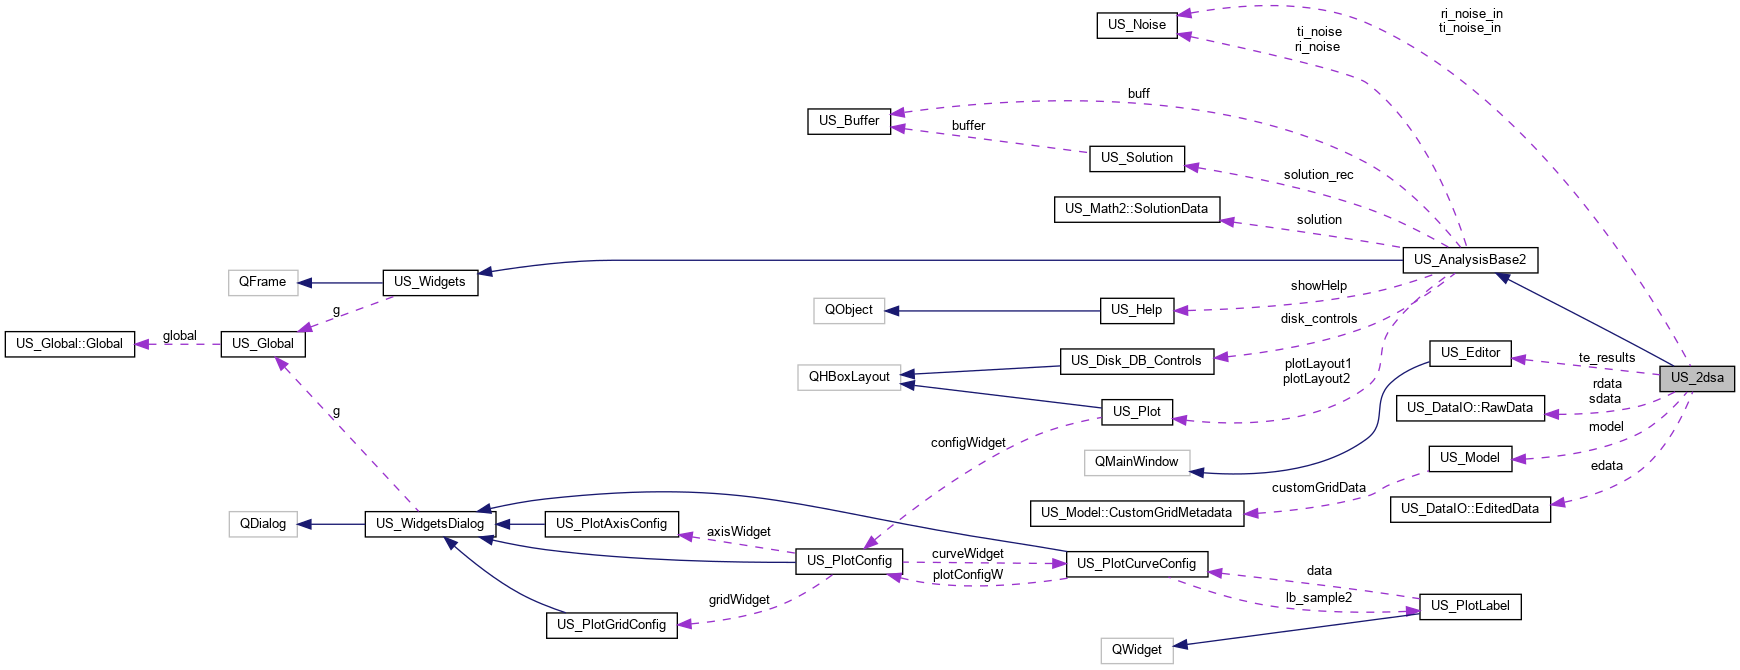 ri_noise_in
ti_noise_in
US_Noise
ti_noise
ri_noise
buff
US_Buffer
buffer
US_Solution
solution_rec
US_Math2::SolutionData
solution
US_AnalysisBase2
QFrame
US_Widgets
showHelp
g
QObject
US_Help
disk_controls
US_Global::Global
global
US_Global
US_Editor
te_results
US_Disk_DB_Controls
plotLayout1
plotLayout2
QHBoxLayout
US_2dsa
rdata
sdata
US_DataIO::RawData
US_Plot
g
model
configWidget
QMainWindow
US_Model
edata
customGridData
US_DataIO::EditedData
US_Model::CustomGridMetadata
QDialog
US_WidgetsDialog
US_PlotAxisConfig
axisWidget
US_PlotConfig
curveWidget
US_PlotCurveConfig
plotConfigW
data
lb_sample2
gridWidget
US_PlotLabel
US_PlotGridConfig
QWidget